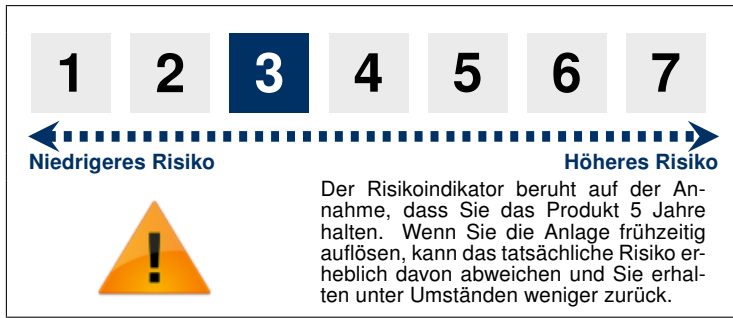 1 2 3 4 5 6 7
Niedrigeres Risiko Höheres Risiko
Der Risikoindikator beruht auf der An-
nahme, dass Sie das Produkt 5 Jahre
halten. Wenn Sie die Anlage frühzeitig
auflösen, kann das tatsächliche Risiko er-
heblich davon abweichen und Sie erhal-
ten unter Umständen weniger zurück.